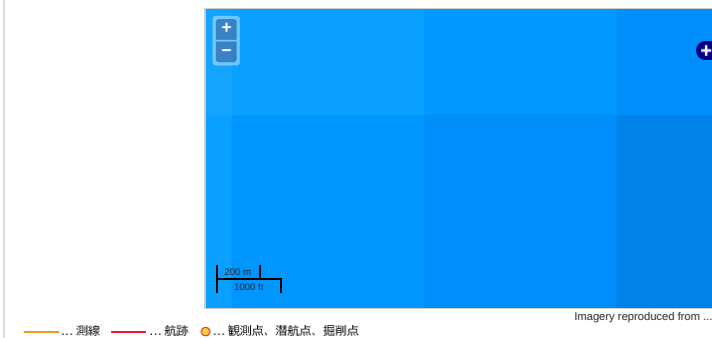 +
−
+
200 m
1000 ft
Imagery reproduced from ...
... 測線 ... 航跡 ... 観測点、潜航点、掘削点